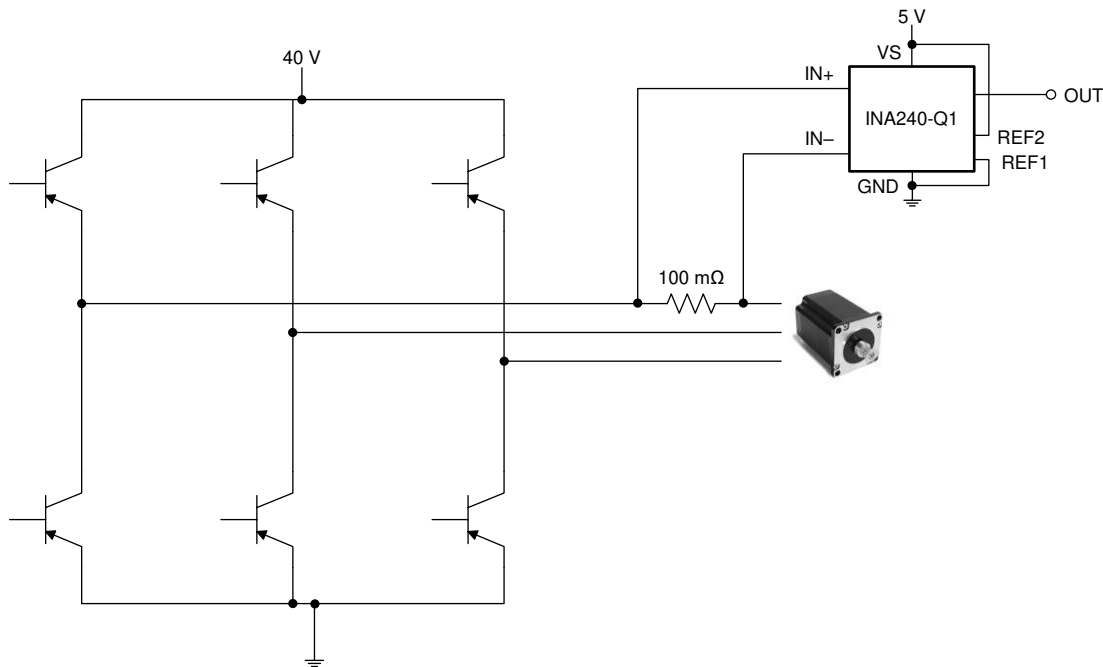 5 V
40 V
VS
IN+
INA240-Q1
OUT
REF2
IN–
REF1
GND
100 mΩ